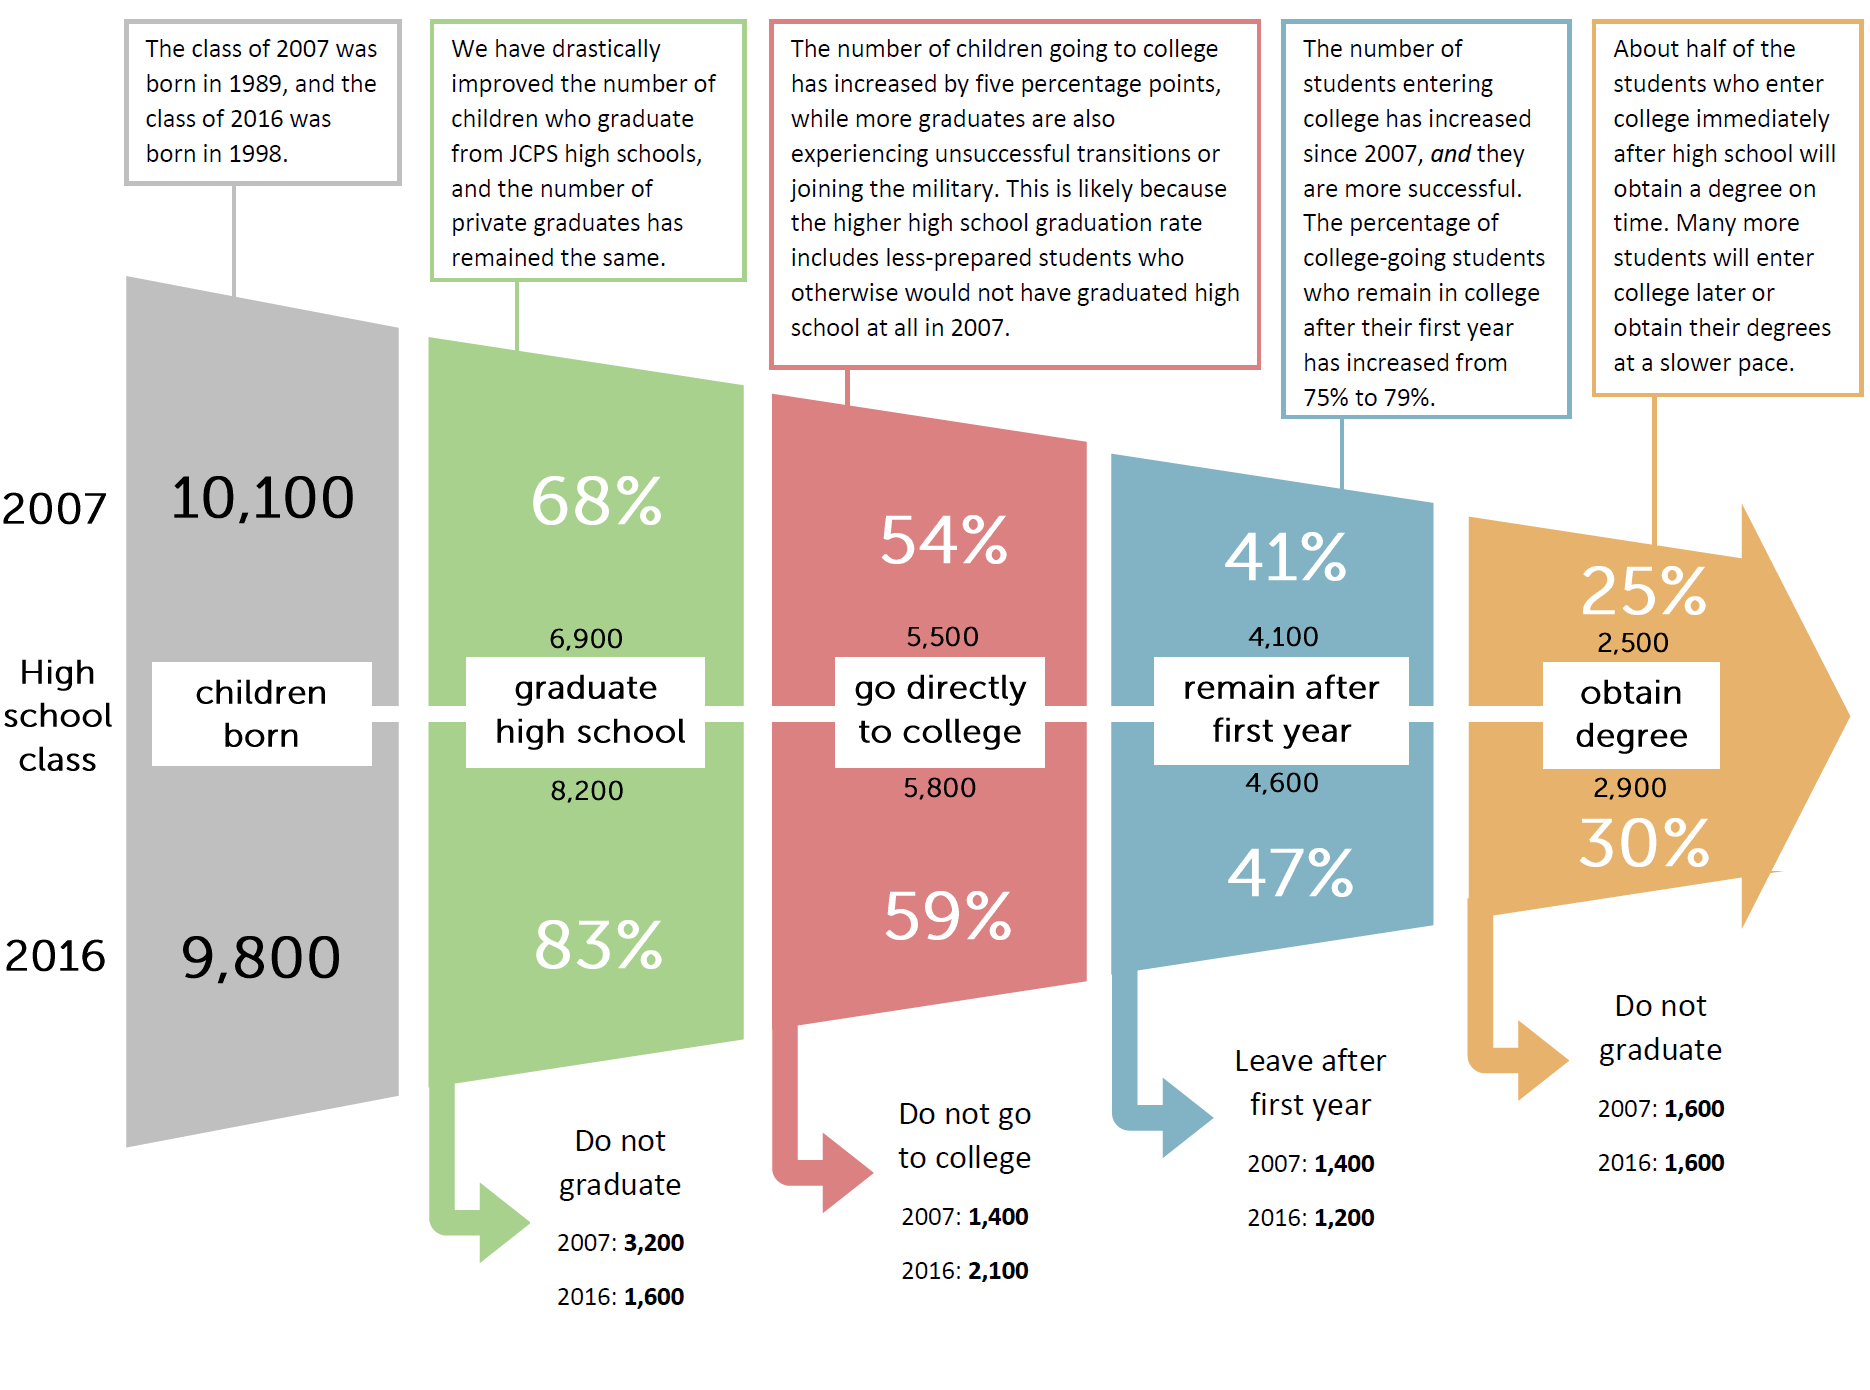 The class of 2007 was
born in 1989, and the
class of 2016 was
born in 1998.
We have drastically
improved the number of
children who graduate
from JCPS high schools,
and the number of
private graduates has
remained the same.
The number of children going to college
has increased by five percentage points,
while more graduates are also
experiencing unsuccessful transitions or
joining the military. This is likely because
the higher high school graduation rate
includes less-prepared students who
otherwise would not have graduated high
school at all in 2007.
The number of
students entering
college has increased
since 2007, and they
are more successful.
The percentage of
college-going students
who remain in college
after their first year
has increased from
75% to 79%.
About half of the
students who enter
college immediately
after high school will
obtain a degree on
time. Many more
students will enter
college later or
obtain their degrees
at a slower pace.
2007
High
school
class
2016
10,100
children
born
9,800
68%
6,900
graduate
high school
8,200
83%
54%
5,500
go directly
to college
5,800
59%
41%
4,100
remain after
first year
4,600
47%
25%
2,500
obtain
degree
2,900
30%
Do not
graduate
2007: 3,200
2016: 1,600
Do not go
to college
2007: 1,400
2016: 2,100
Leave after
first year
2007: 1,400
2016: 1,200
Do not
graduate
2007: 1,600
2016: 1,600